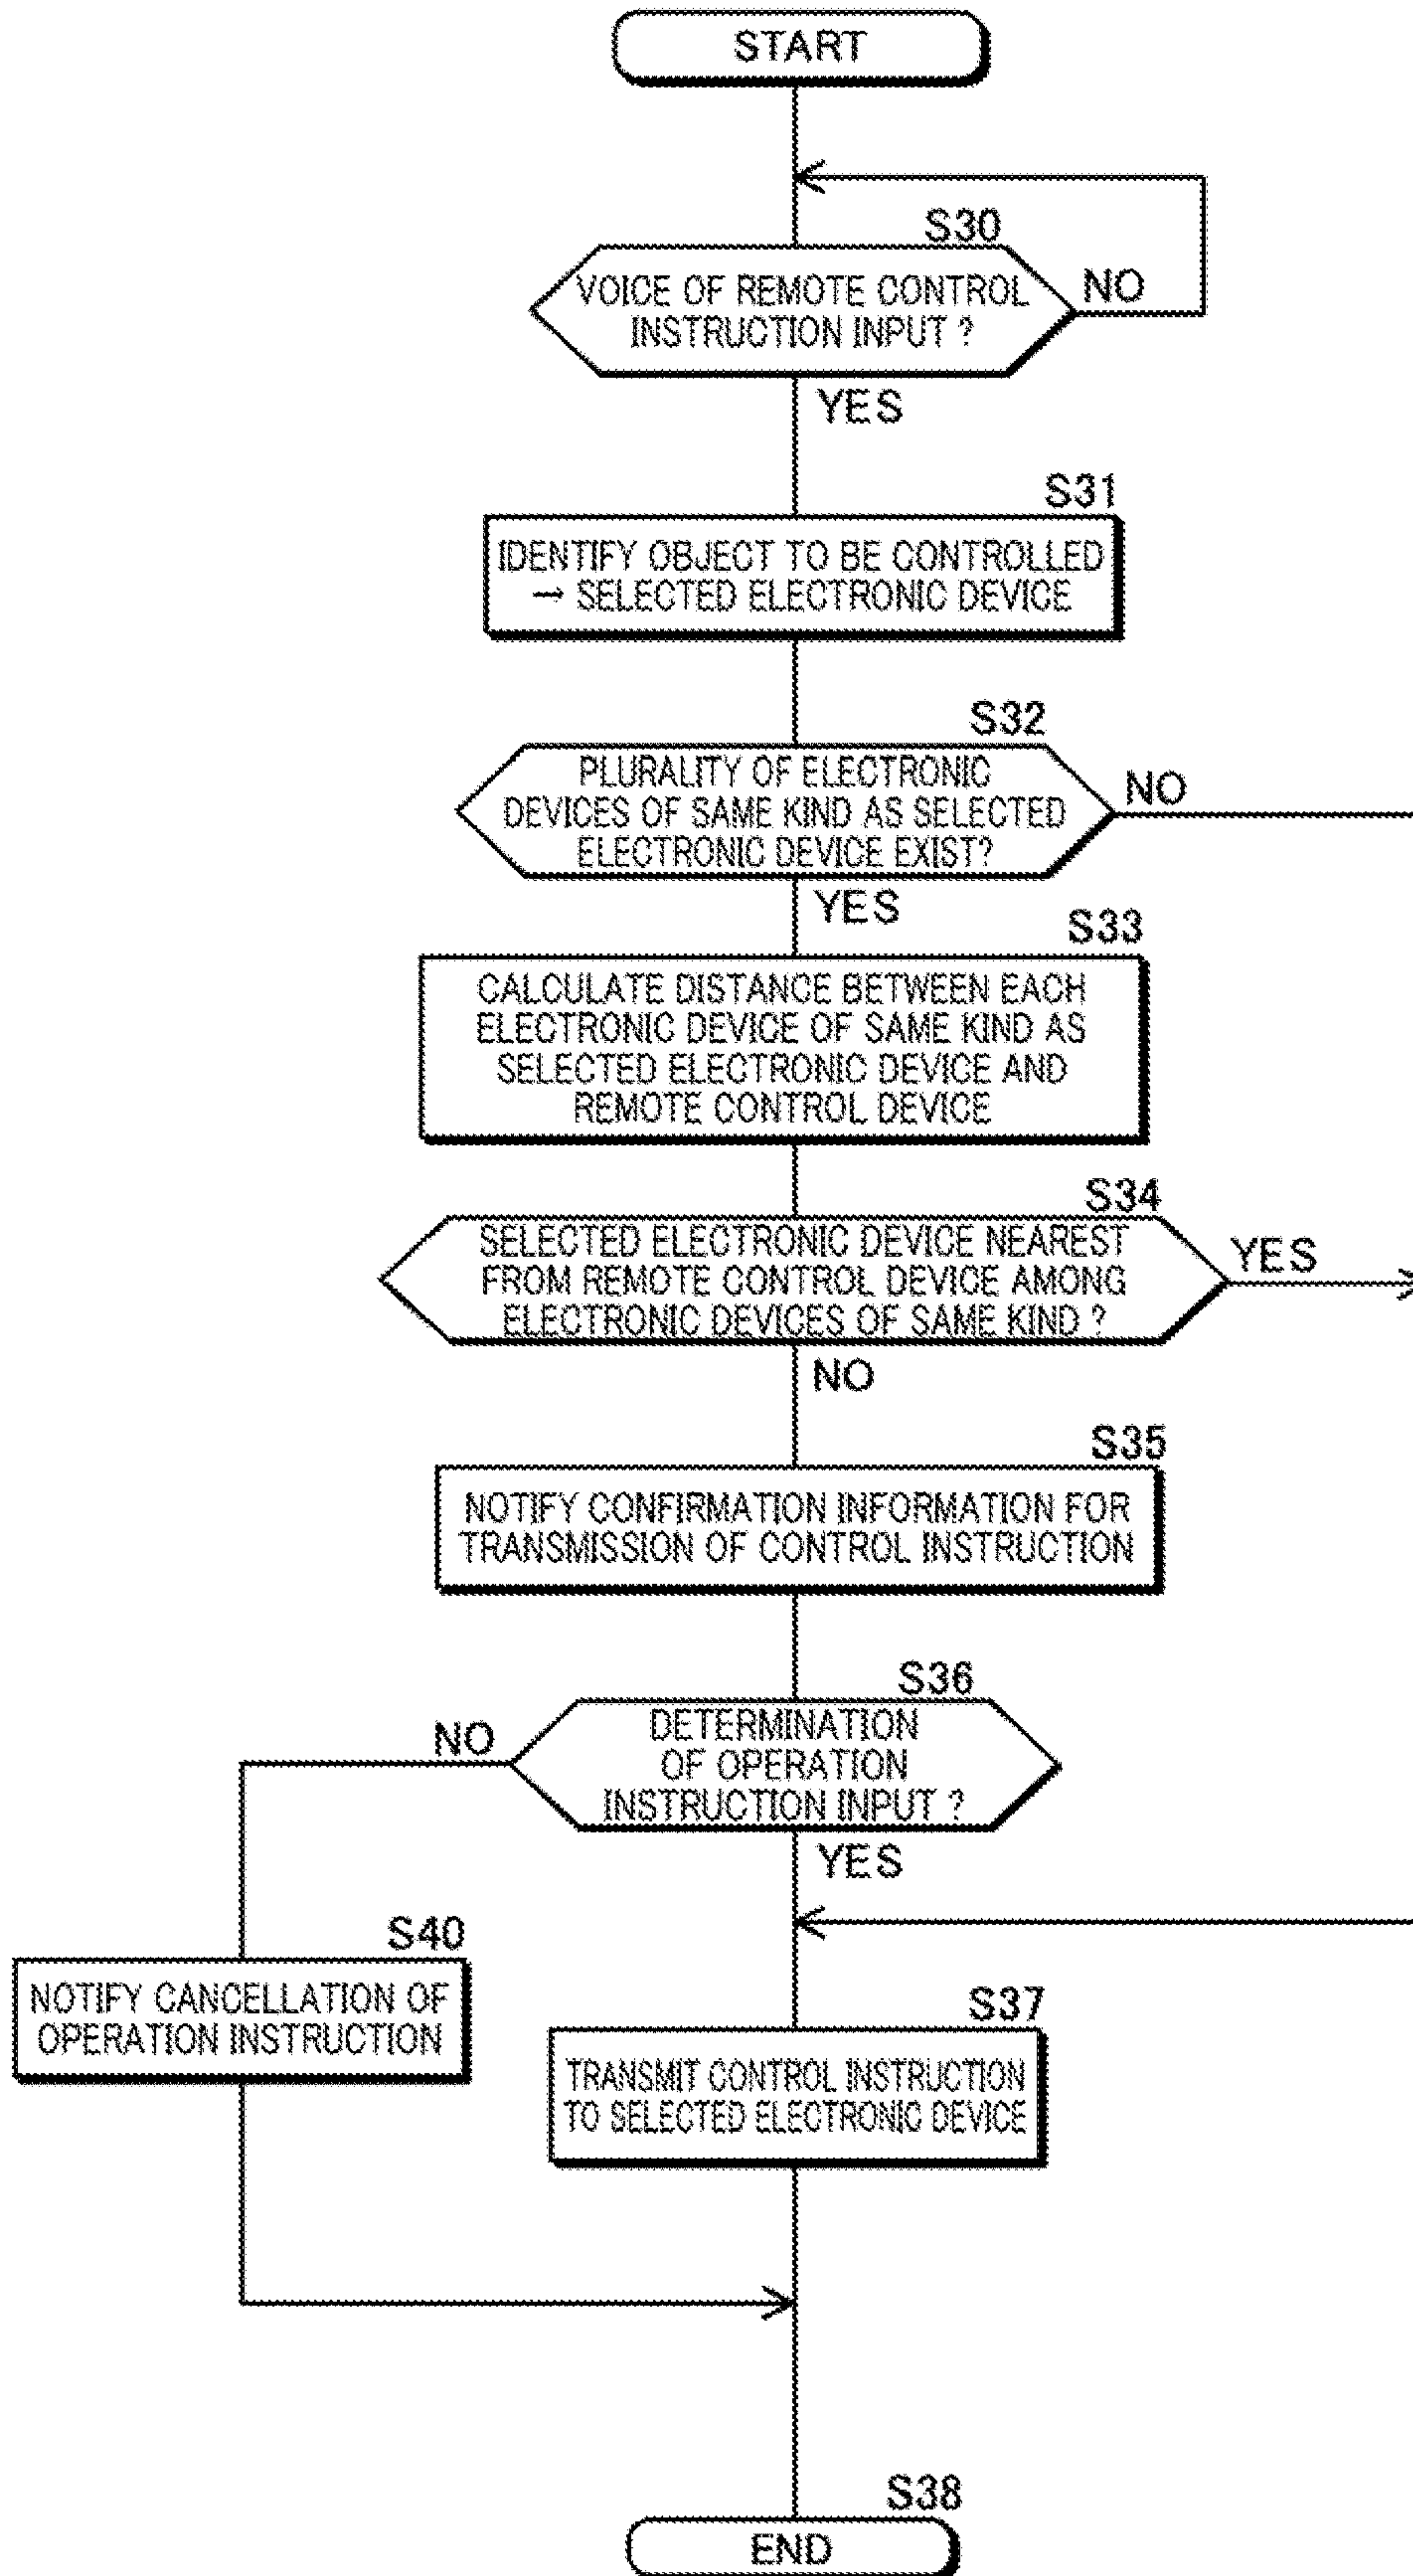 START
S30
VOICE OF REMOTE CONTROL
INSTRUCTION INPUT ?
NO
YES
S31
IDENTIFY OBJECT TO BE CONTROLLED
→ SELECTED ELECTRONIC DEVICE
S32
PLURALITY OF ELECTRONIC
DEVICES OF SAME KIND AS SELECTED
ELECTRONIC DEVICE EXIST?
NO
YES
S33
CALCULATE DISTANCE BETWEEN EACH
ELECTRONIC DEVICE OF SAME KIND AS
SELECTED ELECTRONIC DEVICE AND
REMOTE CONTROL DEVICE
S34
SELECTED ELECTRONIC DEVICE NEAREST
FROM REMOTE CONTROL DEVICE AMONG
ELECTRONIC DEVICES OF SAME KIND ?
YES
NO
S35
NOTIFY CONFIRMATION INFORMATION FOR
TRANSMISSION OF CONTROL INSTRUCTION
S36
DETERMINATION
OF OPERATION
INSTRUCTION INPUT ?
NO
YES
S40
NOTIFY CANCELLATION OF
OPERATION INSTRUCTION
S37
TRANSMIT CONTROL INSTRUCTION
TO SELECTED ELECTRONIC DEVICE
S38
END